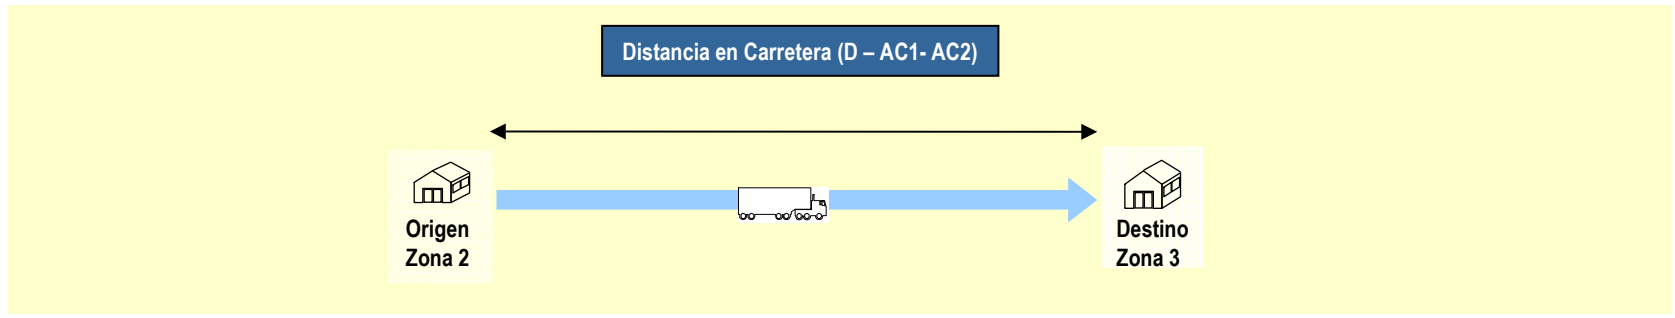 Distancia en Carretera (D – AC1- AC2)
Origen
Zona 2
Destino
Zona 3